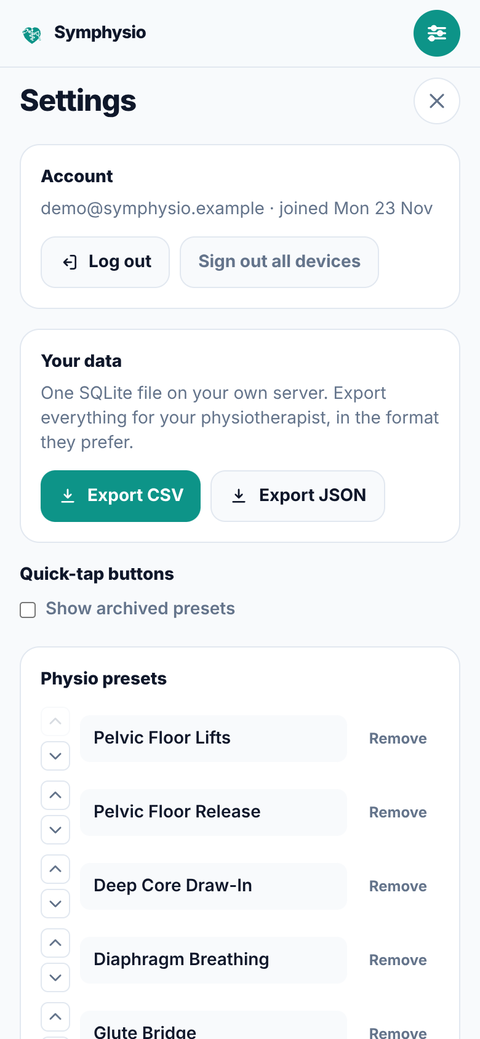 Symphysio
Settings
Account
demo@symphysio.example · joined Mon 23 Nov
Log out
Sign out all devices
Your data
One SQLite file on your own server. Export
everything for your physiotherapist, in the format
they prefer.
Export CSV
Export JSON
Quick-tap buttons
Show archived presets
Physio presets
Pelvic Floor Lifts
Remove
Pelvic Floor Release
Remove
Deep Core Draw-In
Remove
Diaphragm Breathing
Remove
Glute Bridge
Remove